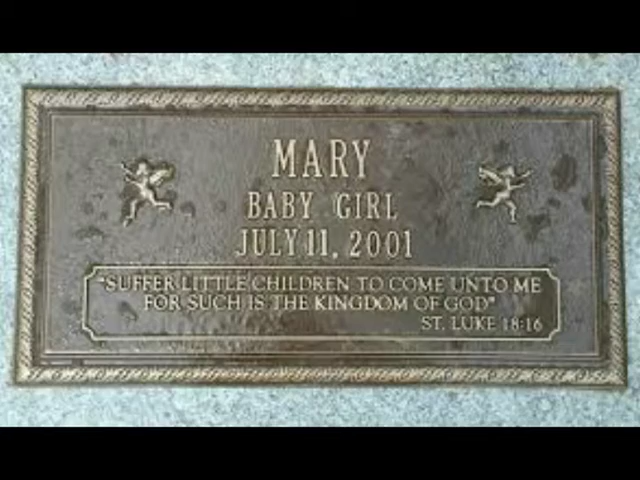 MARY
BABY GIRL
JULY 11, 2001
"SUFFER LITTLE CHILDREN TO COME UNTO ME
FOR SUCH IS THE KINGDOM OF GOD"
ST. LUKE 18:16